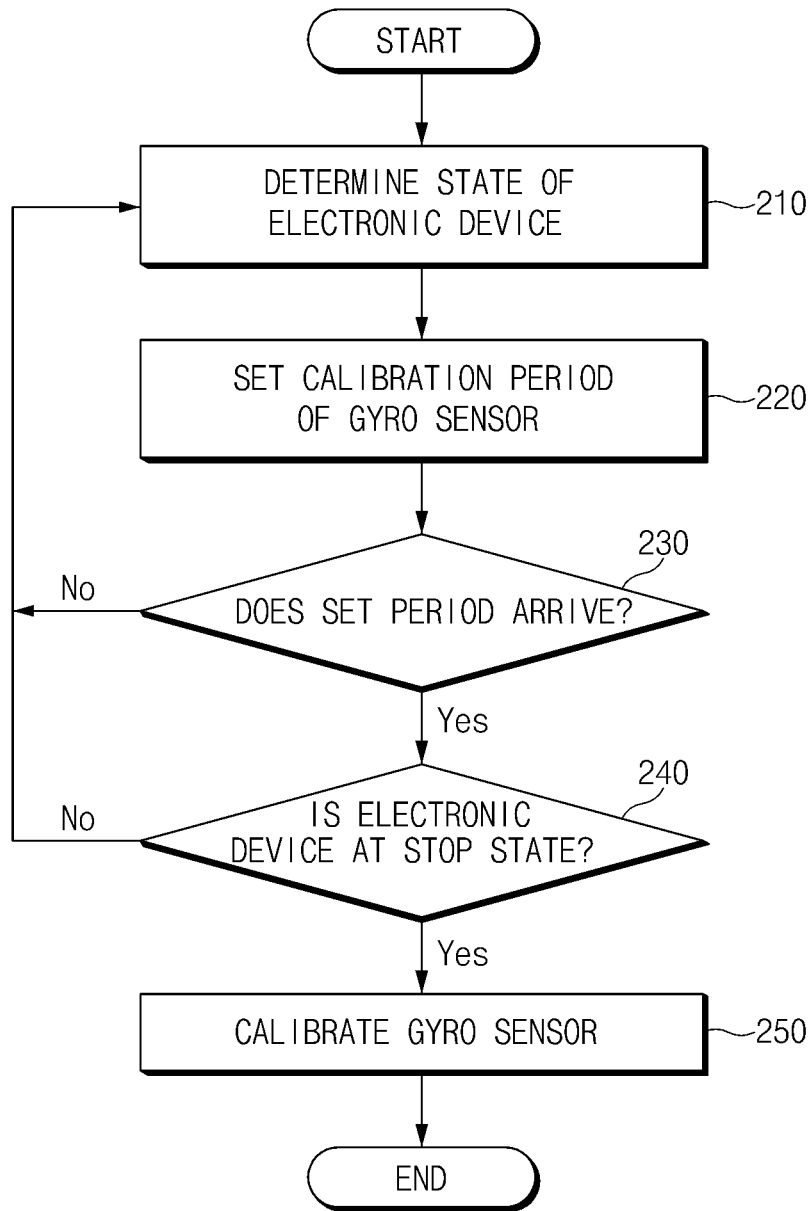 START
DETERMINE STATE OF
ELECTRONIC DEVICE
210
SET CALIBRATION PERIOD
OF GYRO SENSOR
220
230
No
DOES SET PERIOD ARRIVE?
Yes
240
No
IS ELECTRONIC
DEVICE AT STOP STATE?
Yes
CALIBRATE GYRO SENSOR
250
END